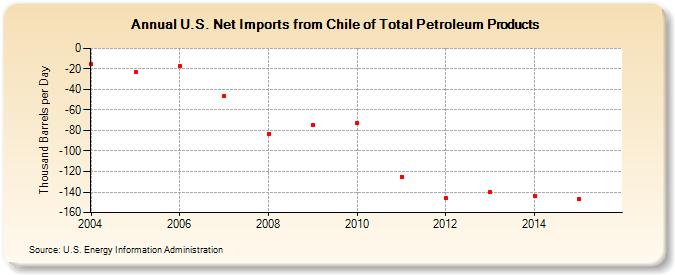 Annual U.S. Net Imports from Chile of Total Petroleum Products
Thousand Barrels per Day
0
-20
-40
-60
-80
-100
-120
-140
-160
2004 2006 2008 2010 2012 2014
Source: U.S. Energy Information Administration